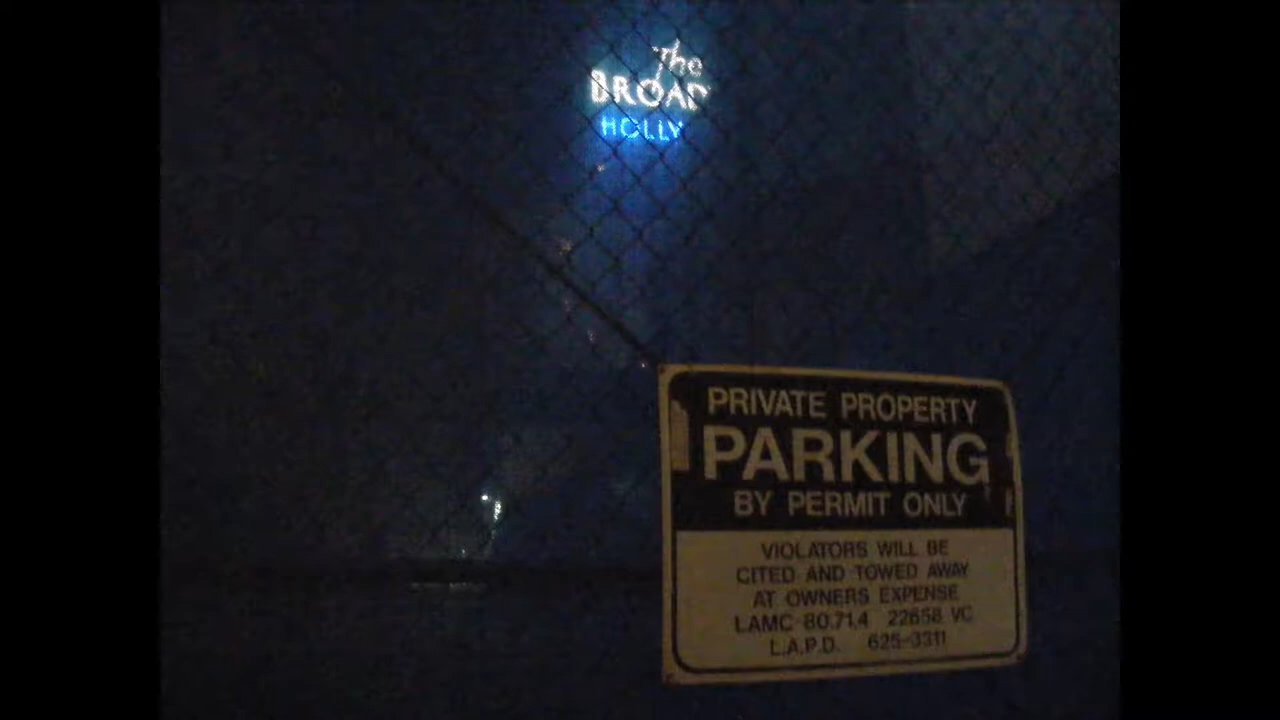 The
BROAD
HOLLY
PRIVATE PROPERTY
PARKING
BY PERMIT ONLY
VIOLATORS WILL BE
CITED AND TOWED AWAY
AT OWNERS EXPENSE
LAMC 80.71.4 22658 VC
L.A.P.D. 625-3311